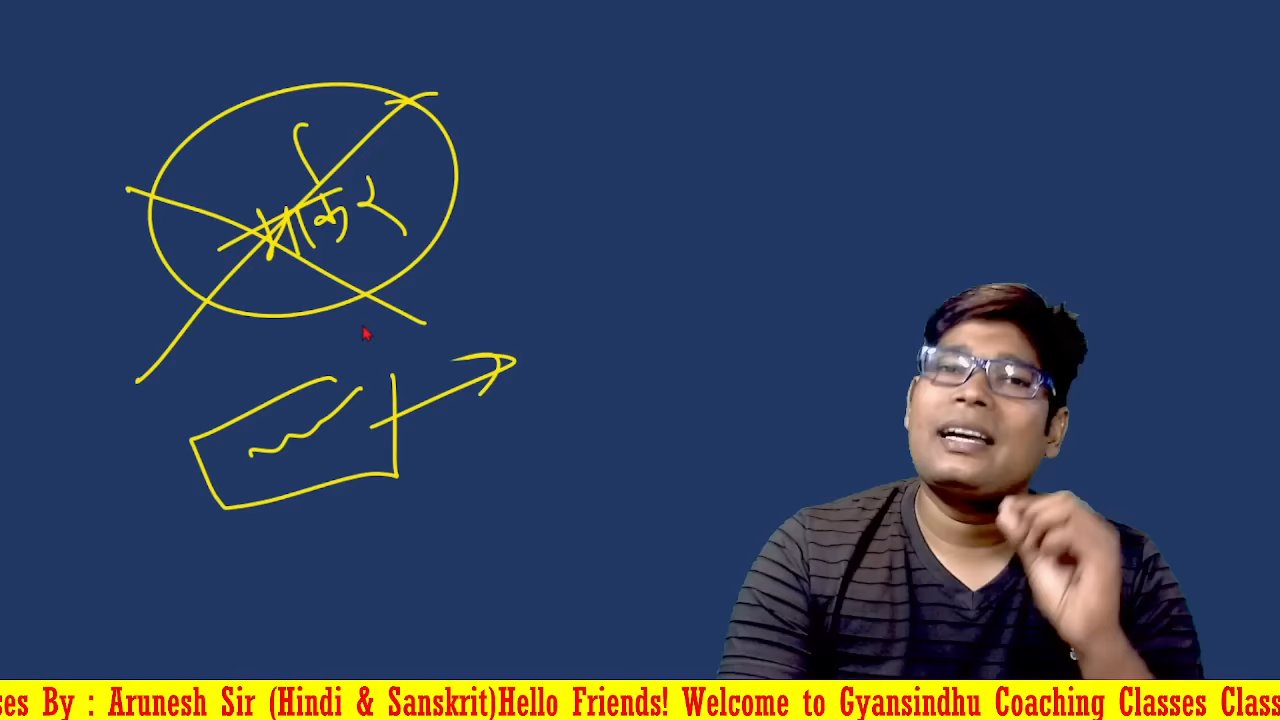 ses By : Arunesh Sir (Hindi & Sanskrit)Hello Friends! Welcome to Gyansindhu Coaching Classes Class